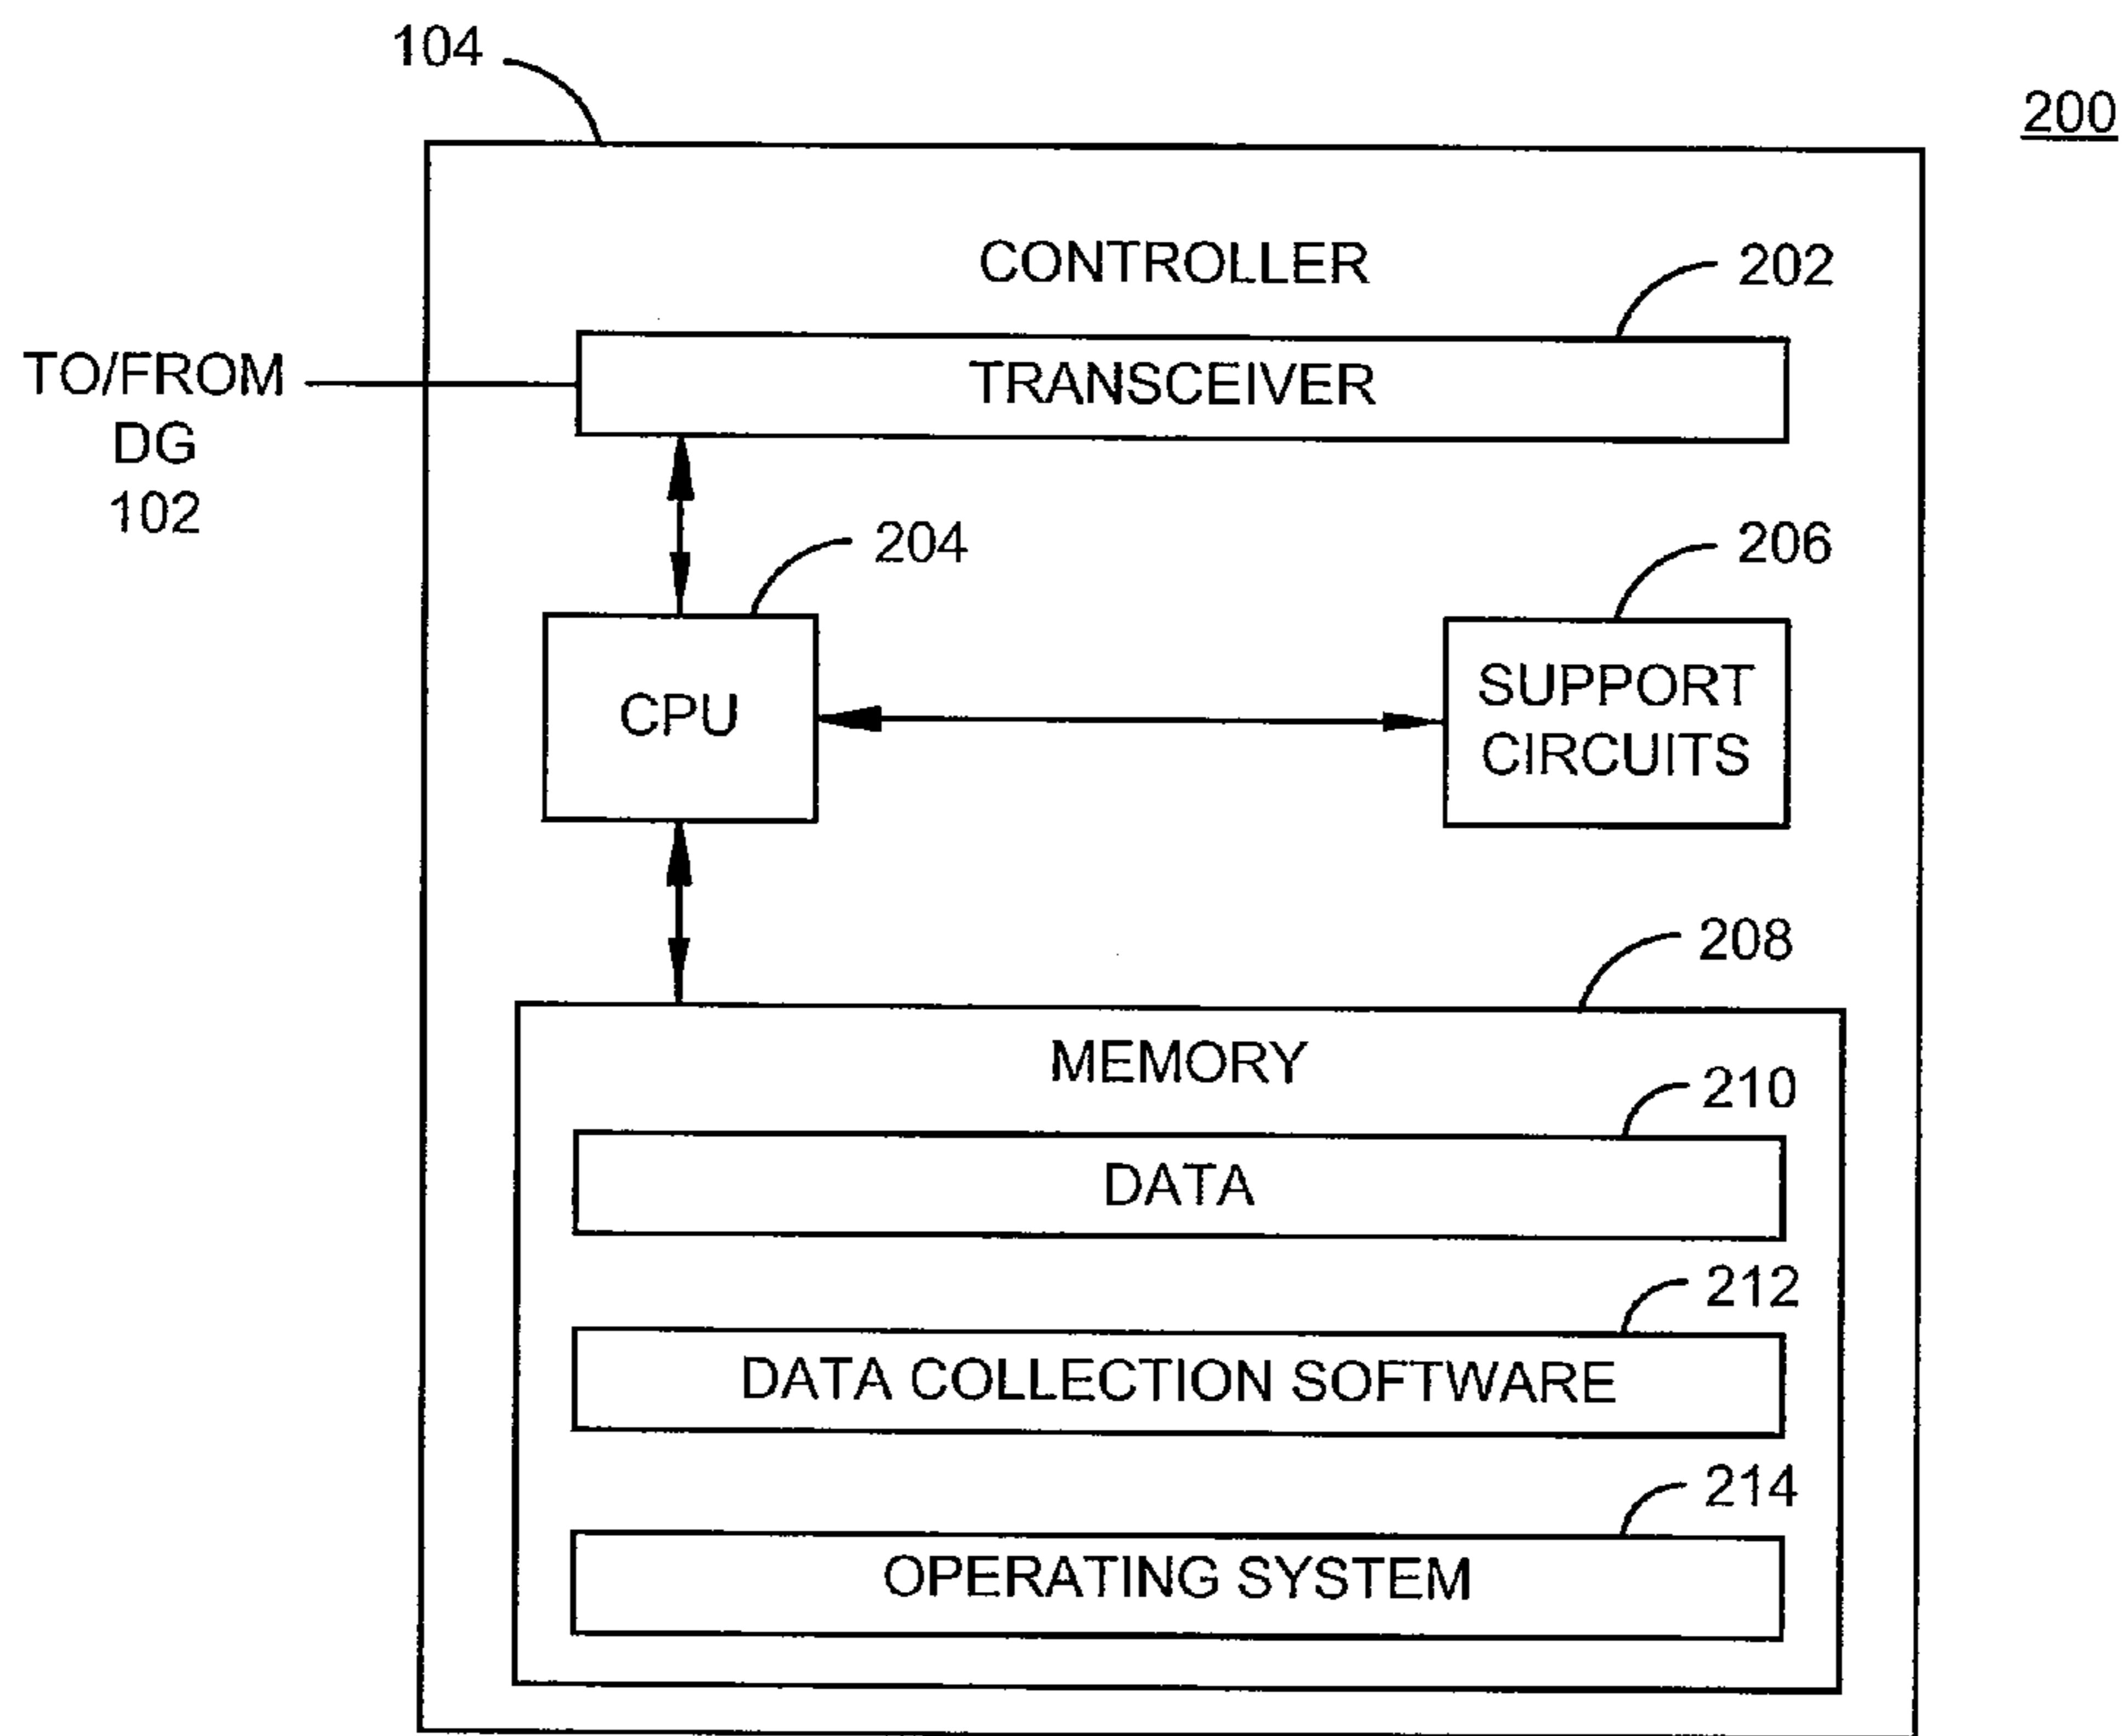 104
200
CONTROLLER
202
TRANSCEIVER
TO/FROM
DG
102
204
206
CPU
SUPPORT
CIRCUITS
208
MEMORY
210
DATA
212
DATA COLLECTION SOFTWARE
214
OPERATING SYSTEM